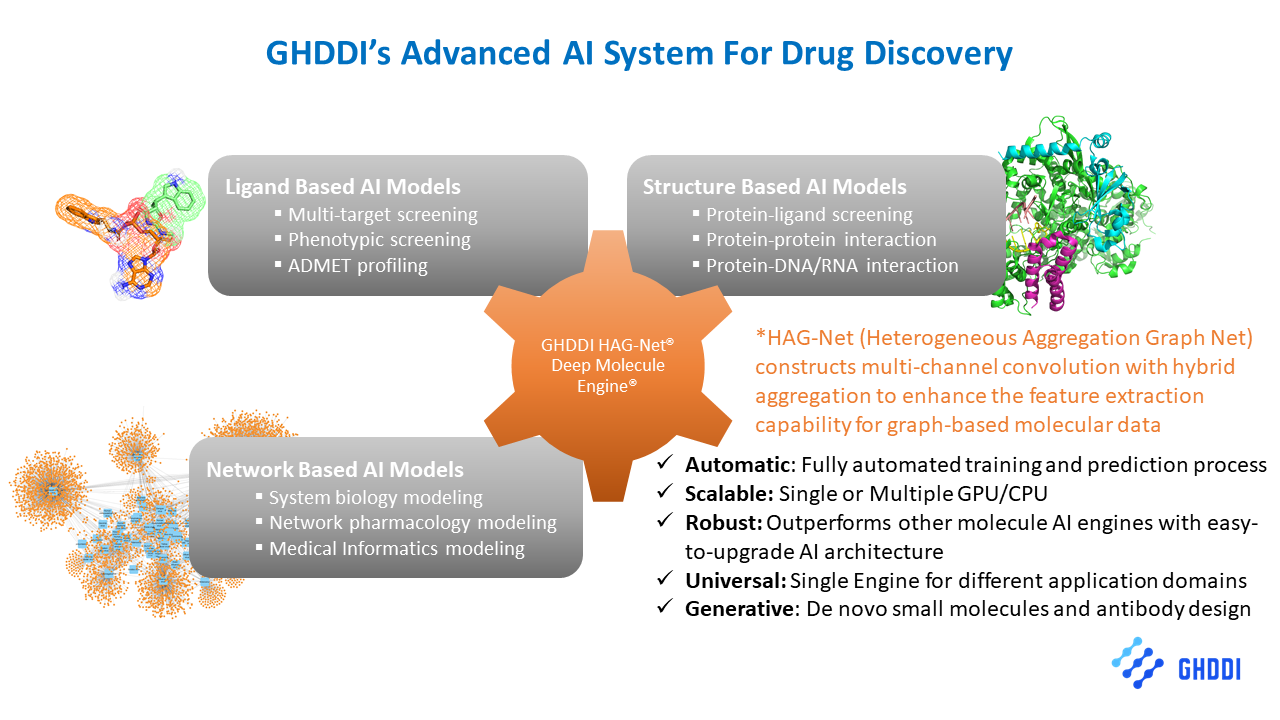 GHDDI’s Advanced AI System For Drug Discovery
Ligand Based AI Models
▪ Multi-target screening
▪ Phenotypic screening
▪ ADMET profiling
Structure Based AI Models
▪ Protein-ligand screening
▪ Protein-protein interaction
▪ Protein-DNA/RNA interaction
GHDDI HAG-Net®
Deep Molecule
Engine®
*HAG-Net (Heterogeneous Aggregation Graph Net)
constructs multi-channel convolution with hybrid
aggregation to enhance the feature extraction
capability for graph-based molecular data
Network Based AI Models
▪ System biology modeling
▪ Network pharmacology modeling
▪ Medical Informatics modeling
✓ Automatic: Fully automated training and prediction process
✓ Scalable: Single or Multiple GPU/CPU
✓ Robust: Outperforms other molecule AI engines with easy-
to-upgrade AI architecture
✓ Universal: Single Engine for different application domains
✓ Generative: De novo small molecules and antibody design
GHDDI